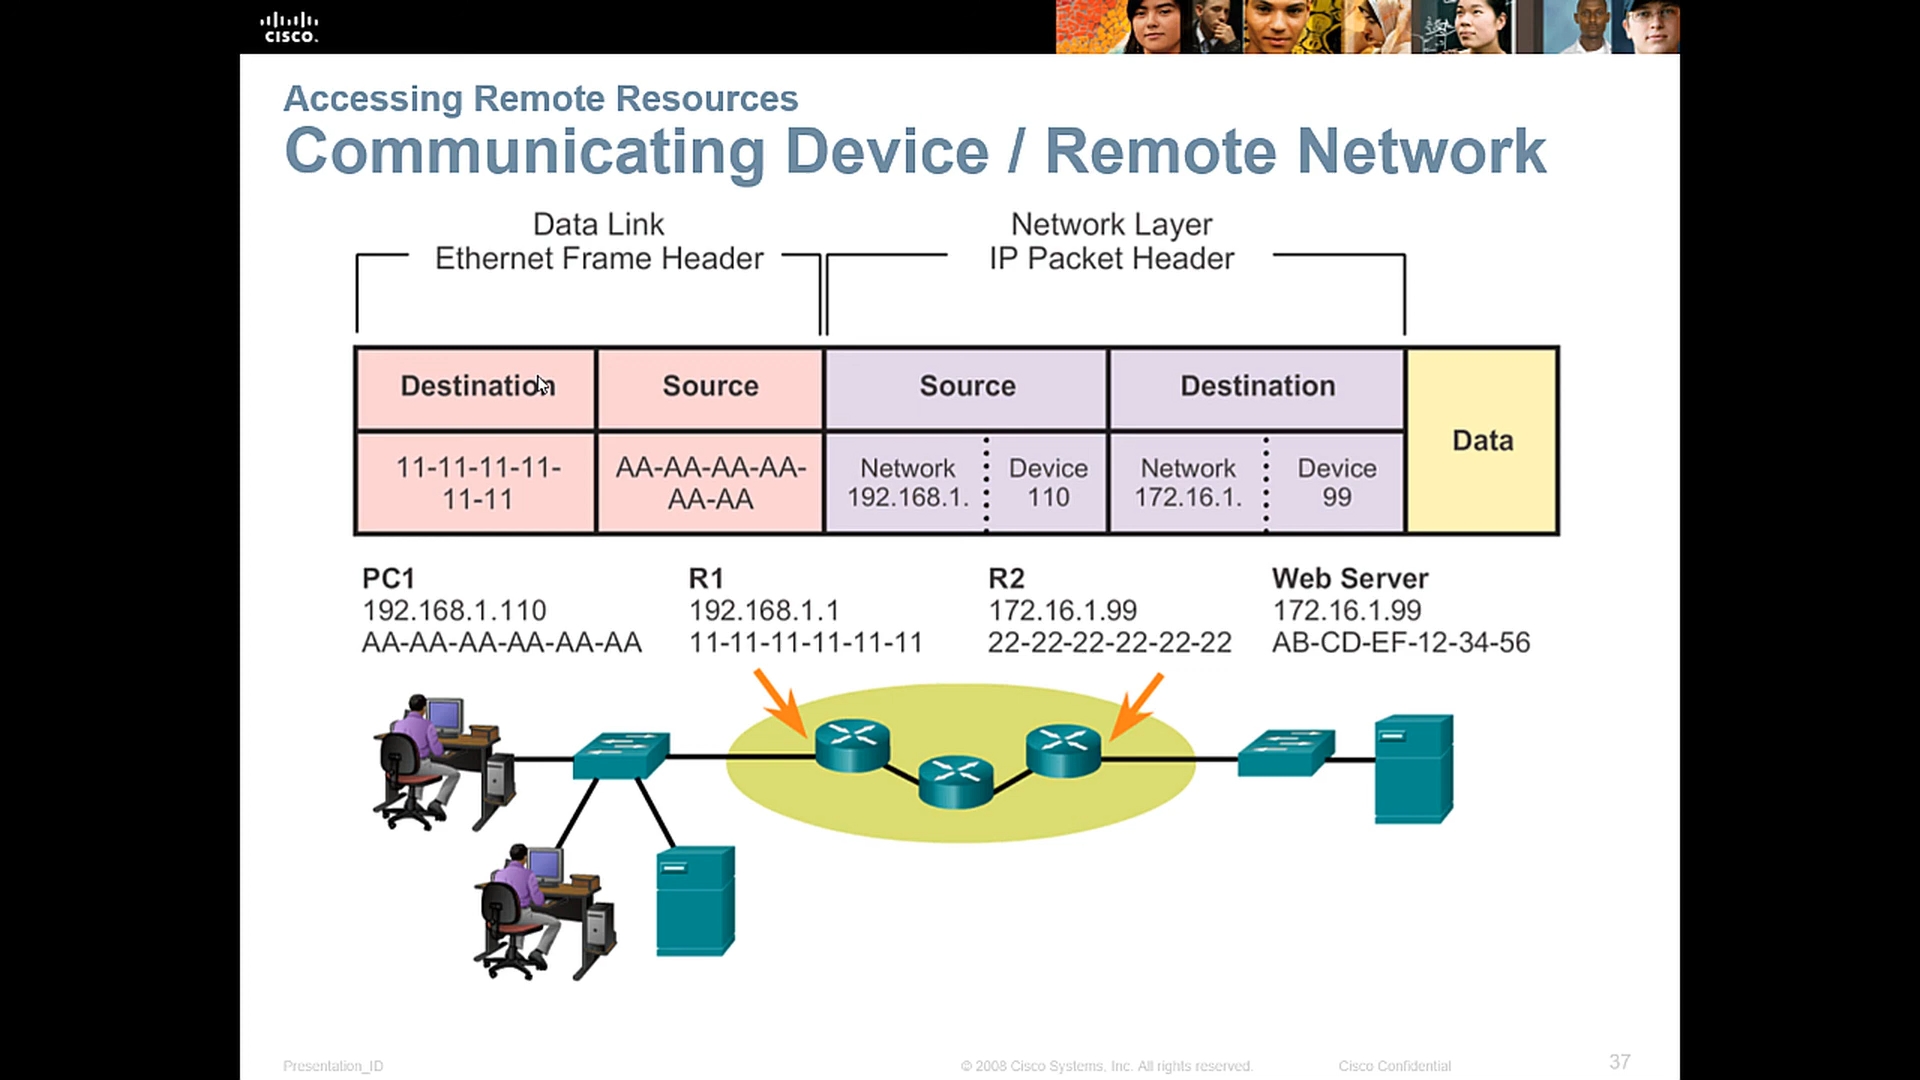 CISCO.
Accessing Remote Resources
Communicating Device / Remote Network
Data Link
Ethernet Frame Header
Network Layer
IP Packet Header
Destination
Source
Source
Destination
Data
11-11-11-11-
11-11
AA-AA-AA-AA-
AA-AA
Network
192.168.1.
Device
110
Network
172.16.1.
Device
99
PC1
192.168.1.110
AA-AA-AA-AA-AA-AA
R1
192.168.1.1
11-11-11-11-11-11
R2
172.16.1.99
22-22-22-22-22-22
Web Server
172.16.1.99
AB-CD-EF-12-34-56
Presentation_ID
© 2008 Cisco Systems, Inc. All rights reserved.
Cisco Confidential
37